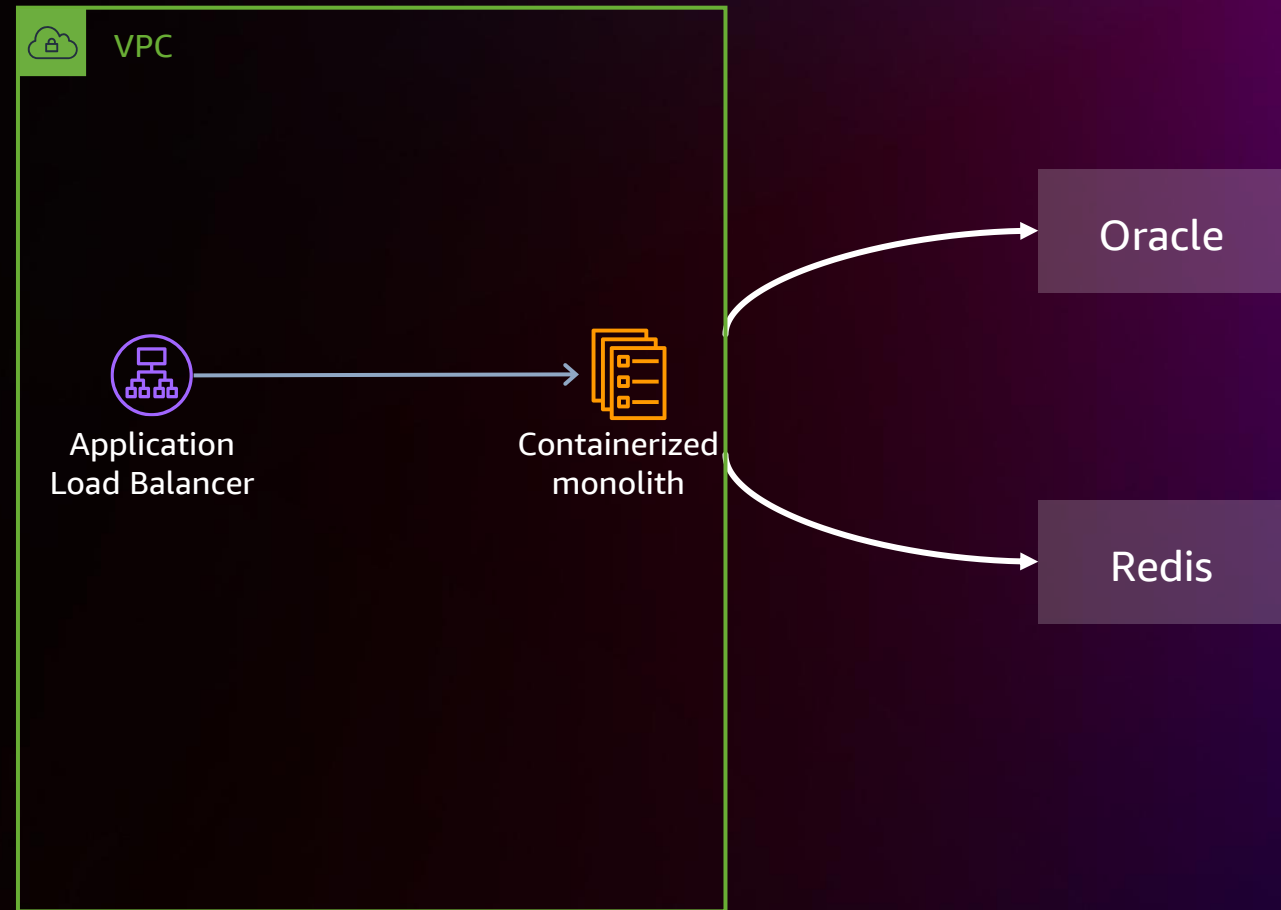 VPC
Oracle
Application
Load Balancer
Containerized
monolith
Redis